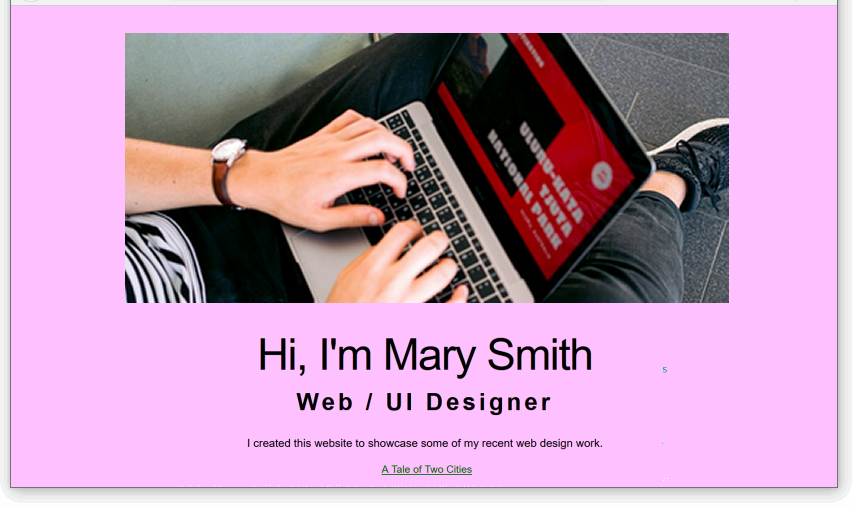 ULURU-KATA
TJUTA
NATIONAL PARK
Hi, I'm Mary Smith
s
Web / UI Designer
I created this website to showcase some of my recent web design work.
A Tale of Two Cities